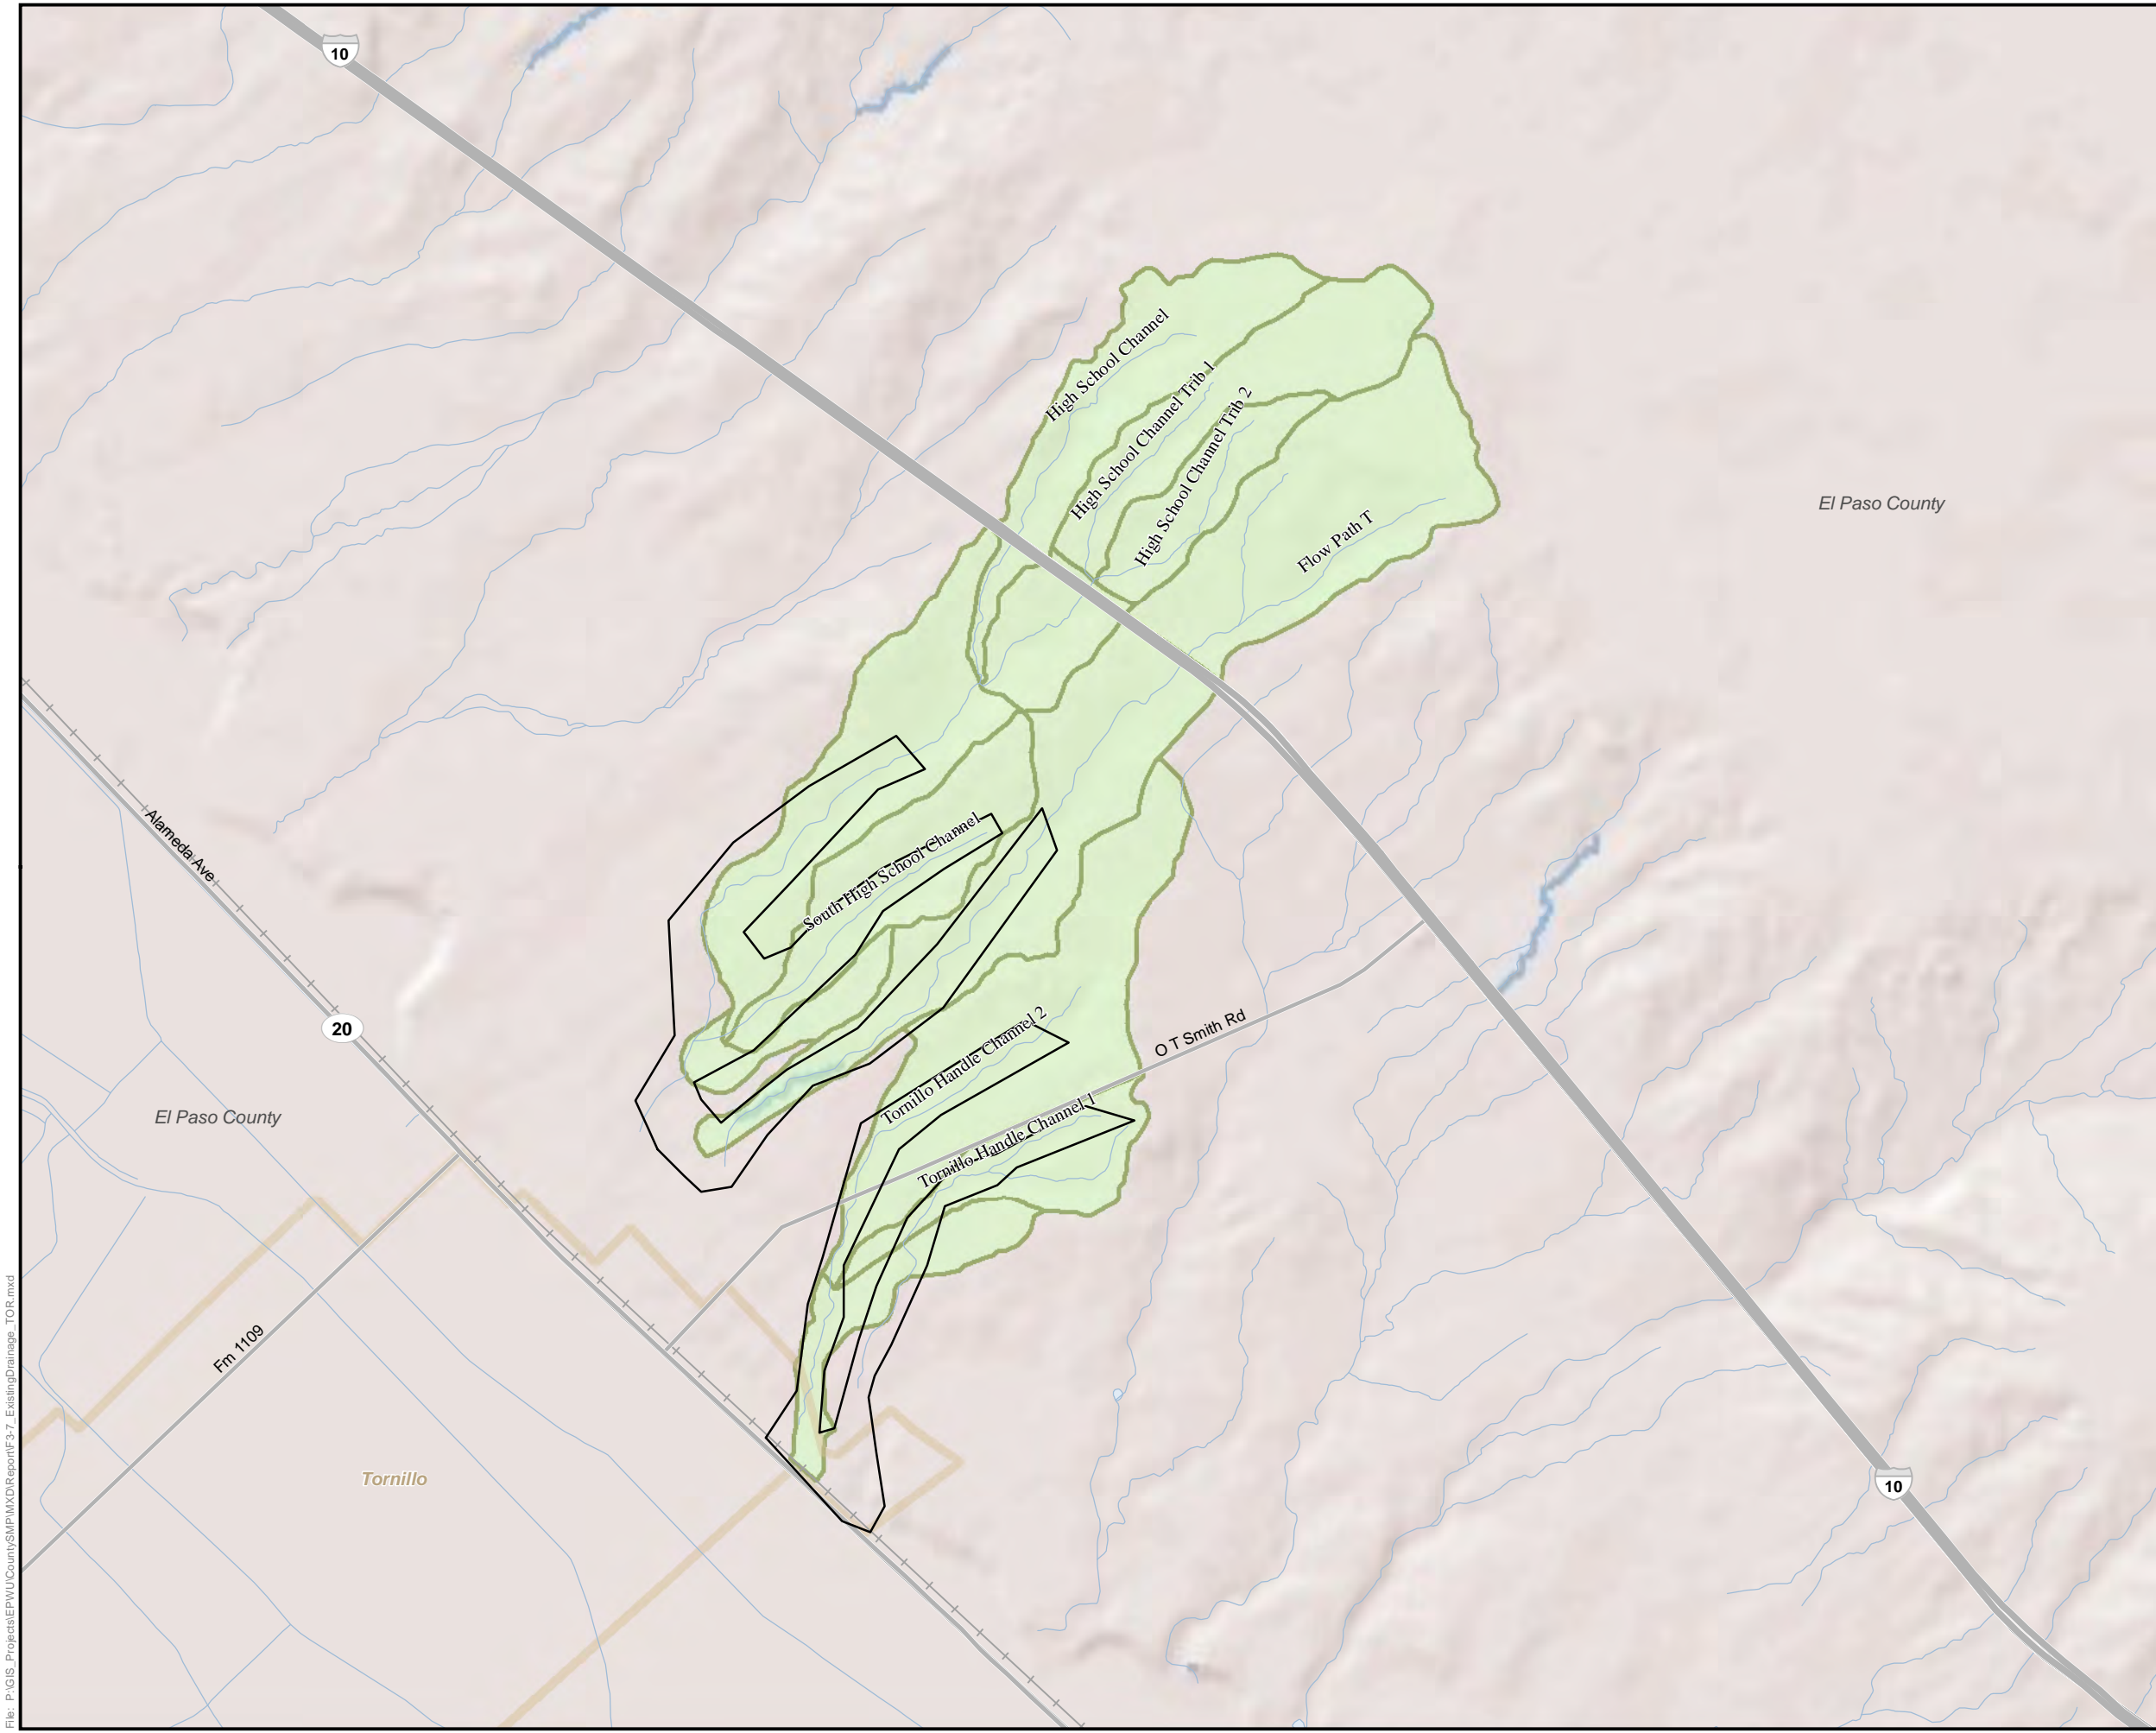 10
High School Channel
High School Channel Trib 1
High School Channel Trib 2
El Paso County
Flow Path T
Alameda Ave
South High School Channel
20
Tornillo Handle Channel 2
O T Smith Rd
El Paso County
Tornillo Handle Channel 1
Fm 1109
Tornillo
10
File: P:\GIS_Projects\EPWU\CountySMP\MXD\Report\F3-7_ExistingDrainage_TOR.mxd